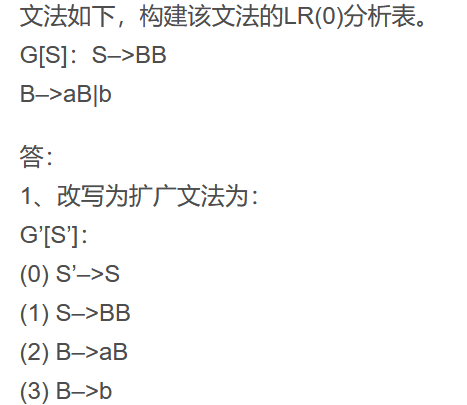 文法如下，构建该文法的LR(0)分析表。
G[S]：S–>BB
B–>aB|b
答：
1、改写为扩广文法为：
G’[S’]：
(0) S’–>S
(1) S–>BB
(2) B–>aB
(3) B–>b